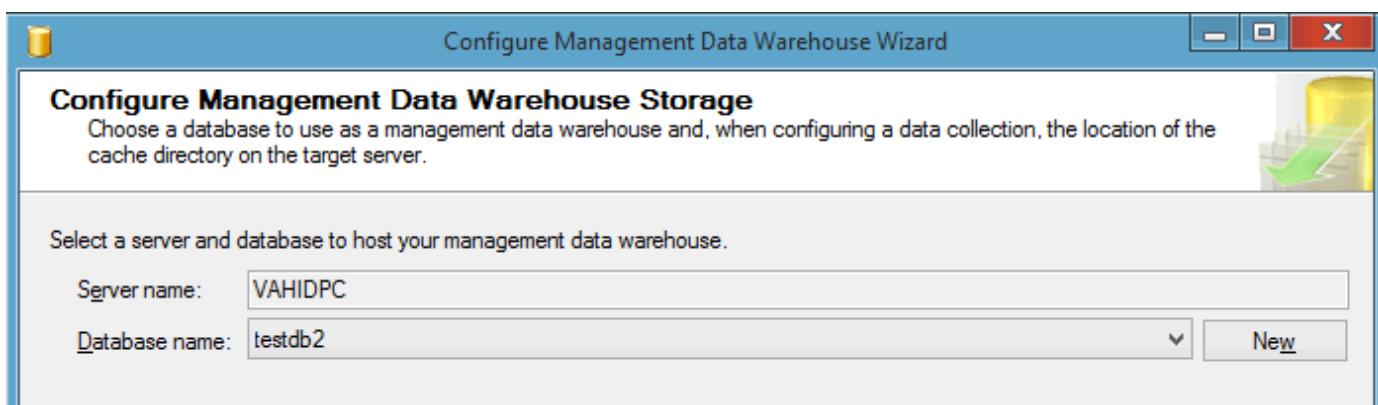 Configure Management Data Warehouse Wizard
Configure Management Data Warehouse Storage
Choose a database to use as a management data warehouse and, when configuring a data collection, the location of the
cache directory on the target server.
Select a server and database to host your management data warehouse.
Server name: VAHIDPC
Database name: testdb2 New